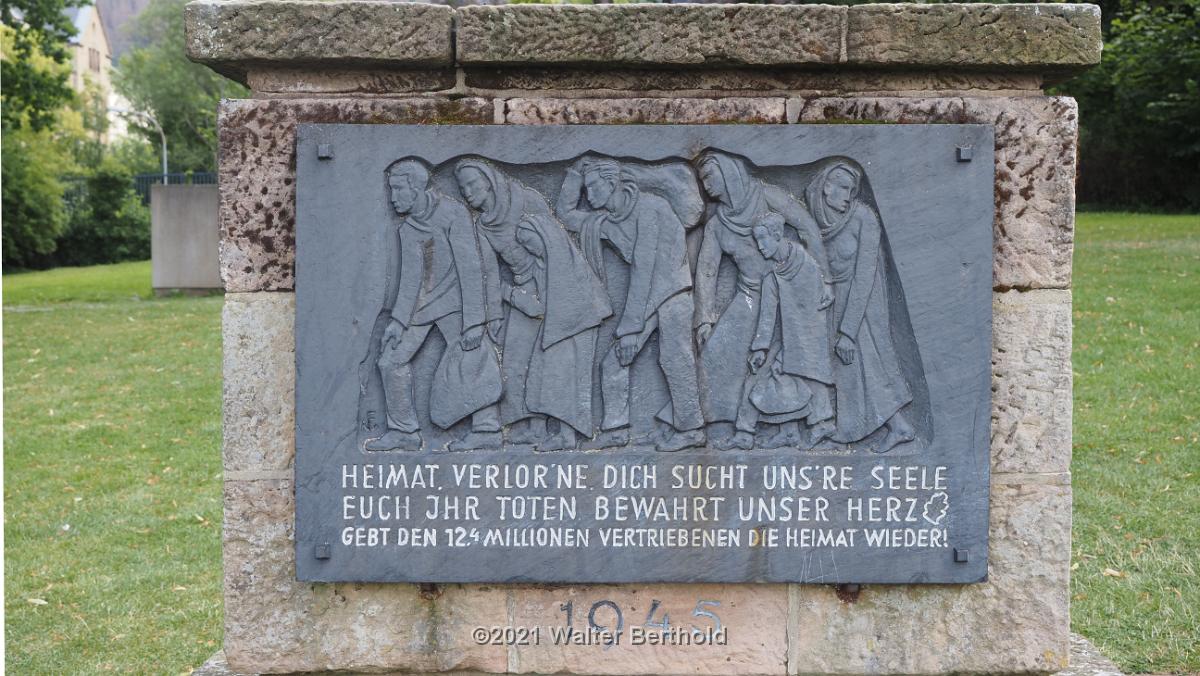 HEIMAT, VERLOR'NE, DICH SUCHT UNS'RE SEELE
EUCH JHR TOTEN BEWAHRT UNSER HERZ
GEBT DEN 12,4 MILLIONEN VERTRIEBENEN DIE HEIMAT WIEDER!
1945
©2021 Walter Berthold